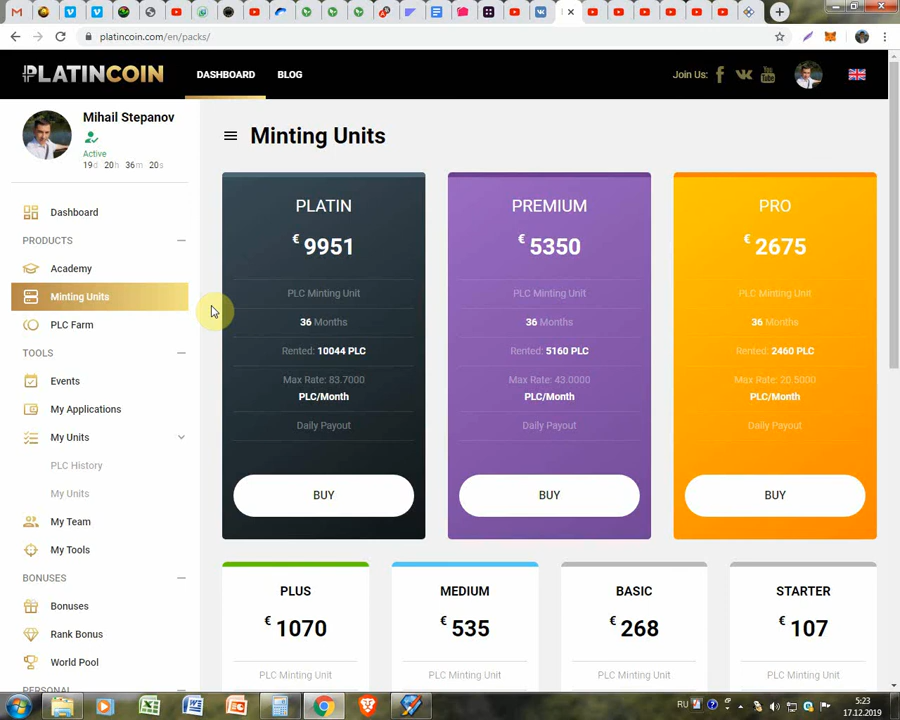 platincoin.com/en/packs/
PLATINCOIN
DASHBOARD
BLOG
Join Us:
Mihail Stepanov
Active
19d 20h 36m 20s
Dashboard
PRODUCTS
Academy
Minting Units
PLC Farm
TOOLS
Events
My Applications
My Units
PLC History
My Units
My Team
My Tools
BONUSES
Bonuses
Rank Bonus
World Pool
PERSONAL
Minting Units
PLATIN
€ 9951
PLC Minting Unit
36 Months
Rented: 10044 PLC
Max Rate: 83.7000
PLC/Month
Daily Payout
BUY
PREMIUM
€ 5350
PLC Minting Unit
36 Months
Rented: 5160 PLC
Max Rate: 43.0000
PLC/Month
Daily Payout
BUY
PRO
€ 2675
PLC Minting Unit
36 Months
Rented: 2460 PLC
Max Rate: 20.5000
PLC/Month
Daily Payout
BUY
PLUS
€ 1070
PLC Minting Unit
MEDIUM
€ 535
PLC Minting Unit
BASIC
€ 268
PLC Minting Unit
STARTER
€ 107
PLC Minting Unit
RU
5:23
17.12.2019